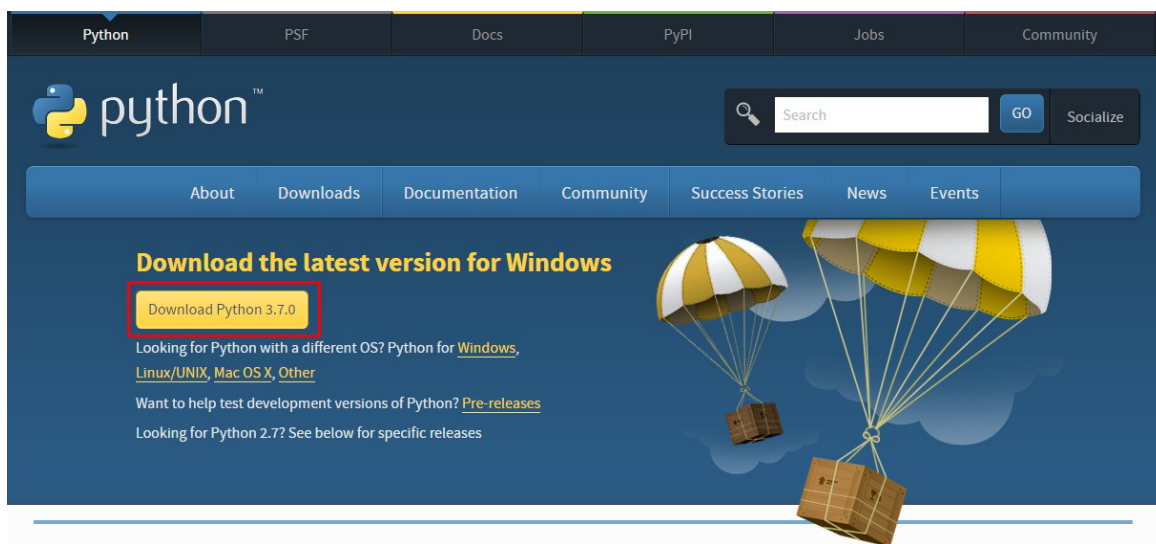 Python PSF Docs PyPI Jobs Community
python™
Search GO Socialize
About Downloads Documentation Community Success Stories News Events
Download the latest version for Windows
Download Python 3.7.0
Looking for Python with a different OS? Python for Windows,
Linux/UNIX, Mac OS X, Other
Want to help test development versions of Python? Pre-releases
Looking for Python 2.7? See below for specific releases